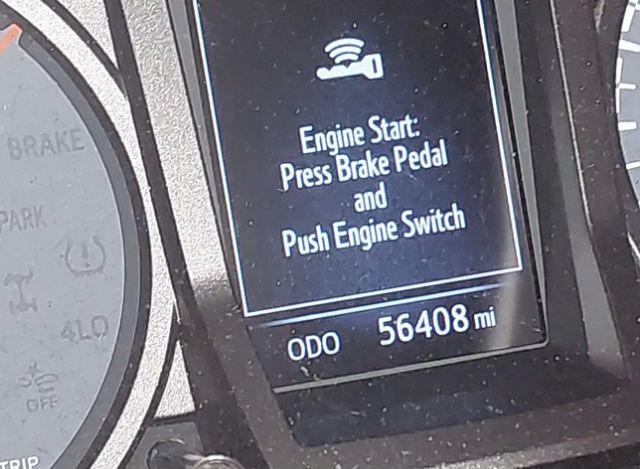 BRAKE
PARK
4LO
OFF
TRIP
Engine Start:
Press Brake Pedal
and
Push Engine Switch
ODO 56408 mi